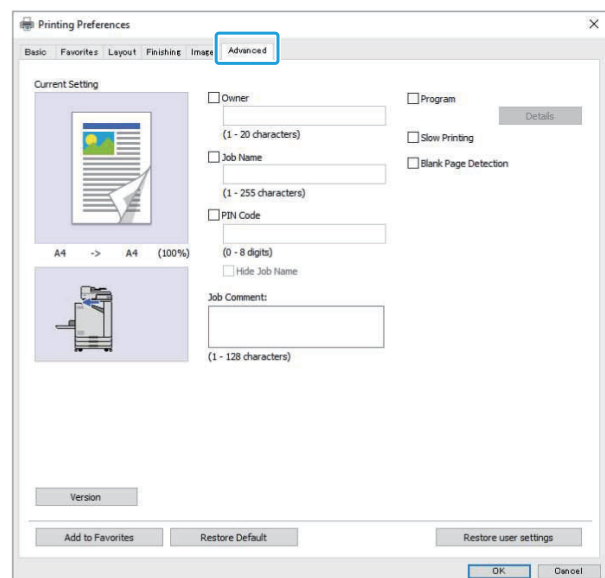 Printing Preferences
Basic Favorites Layout Finishing Image Advanced
Current Setting
A4 -> A4 (100%)
Owner
(1 - 20 characters)
Job Name
(1 - 255 characters)
PIN Code
(0 - 8 digits)
Hide Job Name
Job Comment:
(1 - 128 characters)
Program
Details
Slow Printing
Blank Page Detection
Version
Add to Favorites Restore Default Restore user settings
OK Cancel